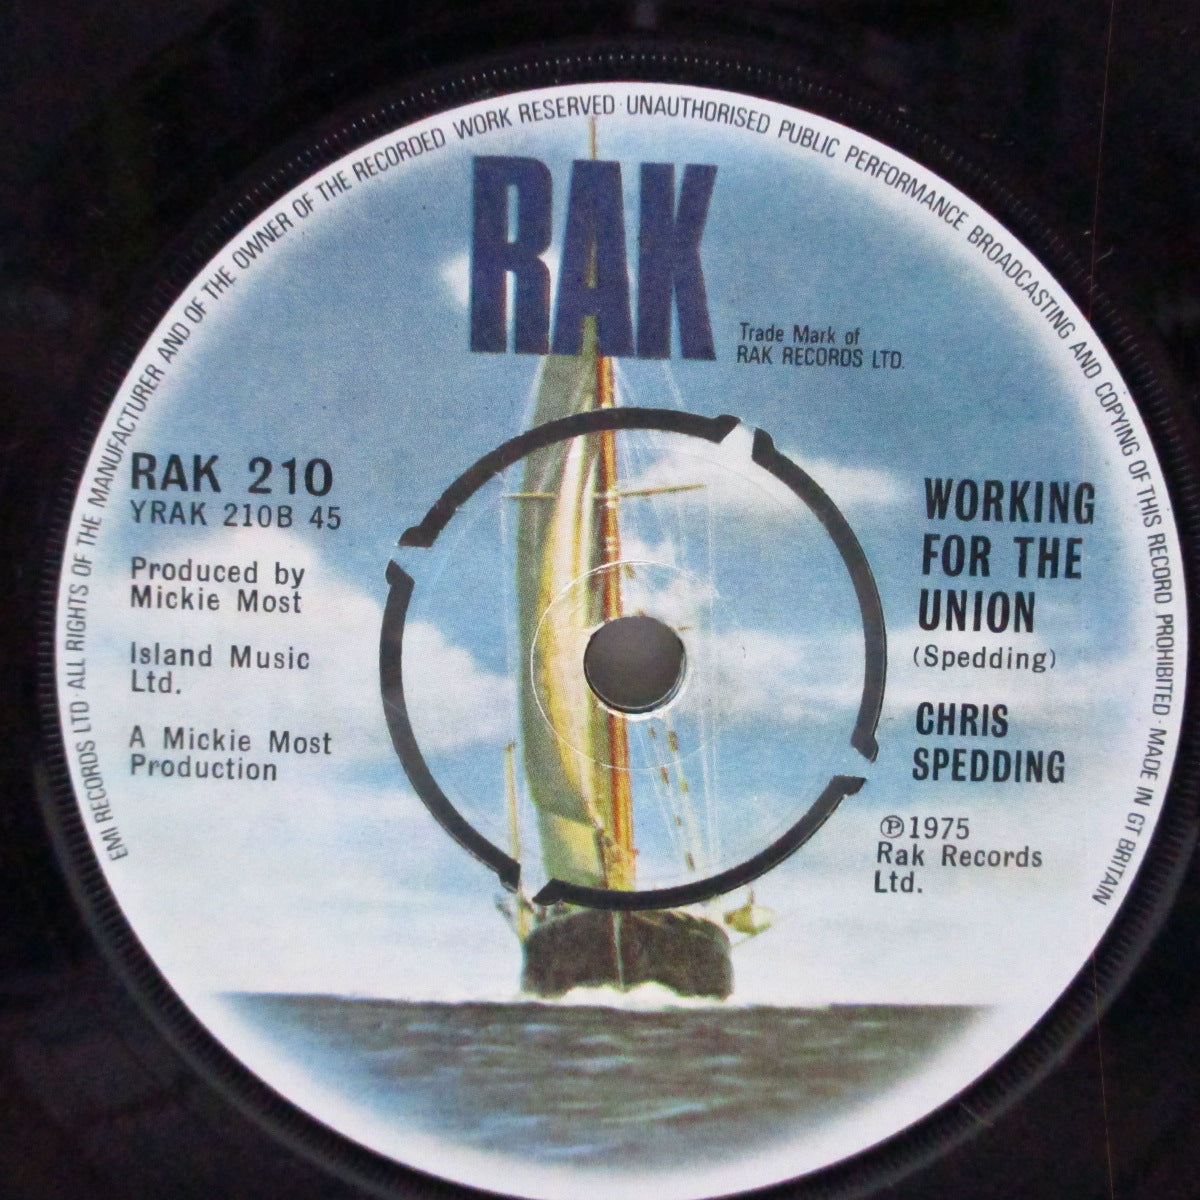 EMI RECORDS LTD · ALL RIGHTS OF THE MANUFACTURER AND OF THE OWNER OF THE RECORDED WORK RESERVED · UNAUTHORISED PUBLIC PERFORMANCE BROADCASTING AND COPYING OF THIS RECORD PROHIBITED · MADE IN GT BRITAIN
RAK
Trade Mark of
RAK RECORDS LTD.
RAK 210
YRAK 210B 45
Produced by
Mickie Most
Island Music
Ltd.
A Mickie Most
Production
WORKING
FOR THE
UNION
(Spedding)
CHRIS
SPEDDING
℗1975
Rak Records
Ltd.